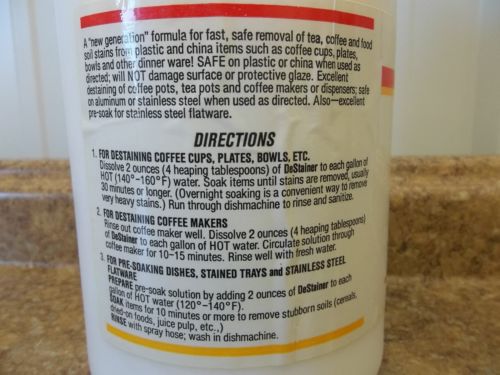 A "new generation" formula for fast, safe removal of tea, coffee and food
soil stains from plastic and china items such as coffee cups, plates,
bowls and other dinner ware! SAFE on plastic or china when used as
directed; will NOT damage surface or protective glaze. Excellent
destaining of coffee pots, tea pots and coffee makers or dispensers; safe
on aluminum or stainless steel when used as directed. Also—excellent
pre-soak for stainless steel flatware.
DIRECTIONS
1. FOR DESTAINING COFFEE CUPS, PLATES, BOWLS, ETC.
Dissolve 2 ounces (4 heaping tablespoons) of DeStainer to each gallon of
HOT (140°-160°F) water. Soak items until stains are removed, usually
30 minutes or longer. (Overnight soaking is a convenient way to remove
very heavy stains.) Run through dishmachine to rinse and sanitize.
2. FOR DESTAINING COFFEE MAKERS
Rinse out coffee maker well. Dissolve 2 ounces (4 heaping tablespoons)
of DeStainer to each gallon of HOT water. Circulate solution through
coffee maker for 10-15 minutes. Rinse well with fresh water.
3. FOR PRE-SOAKING DISHES, STAINED TRAYS and STAINLESS STEEL
FLATWARE
PREPARE pre-soak solution by adding 2 ounces of DeStainer to each
gallon of HOT water (120°-140°F).
SOAK items for 10 minutes or more to remove stubborn soils (cereals,
dried-on foods, juice pulp, etc.,)
RINSE with spray hose; wash in dishmachine.